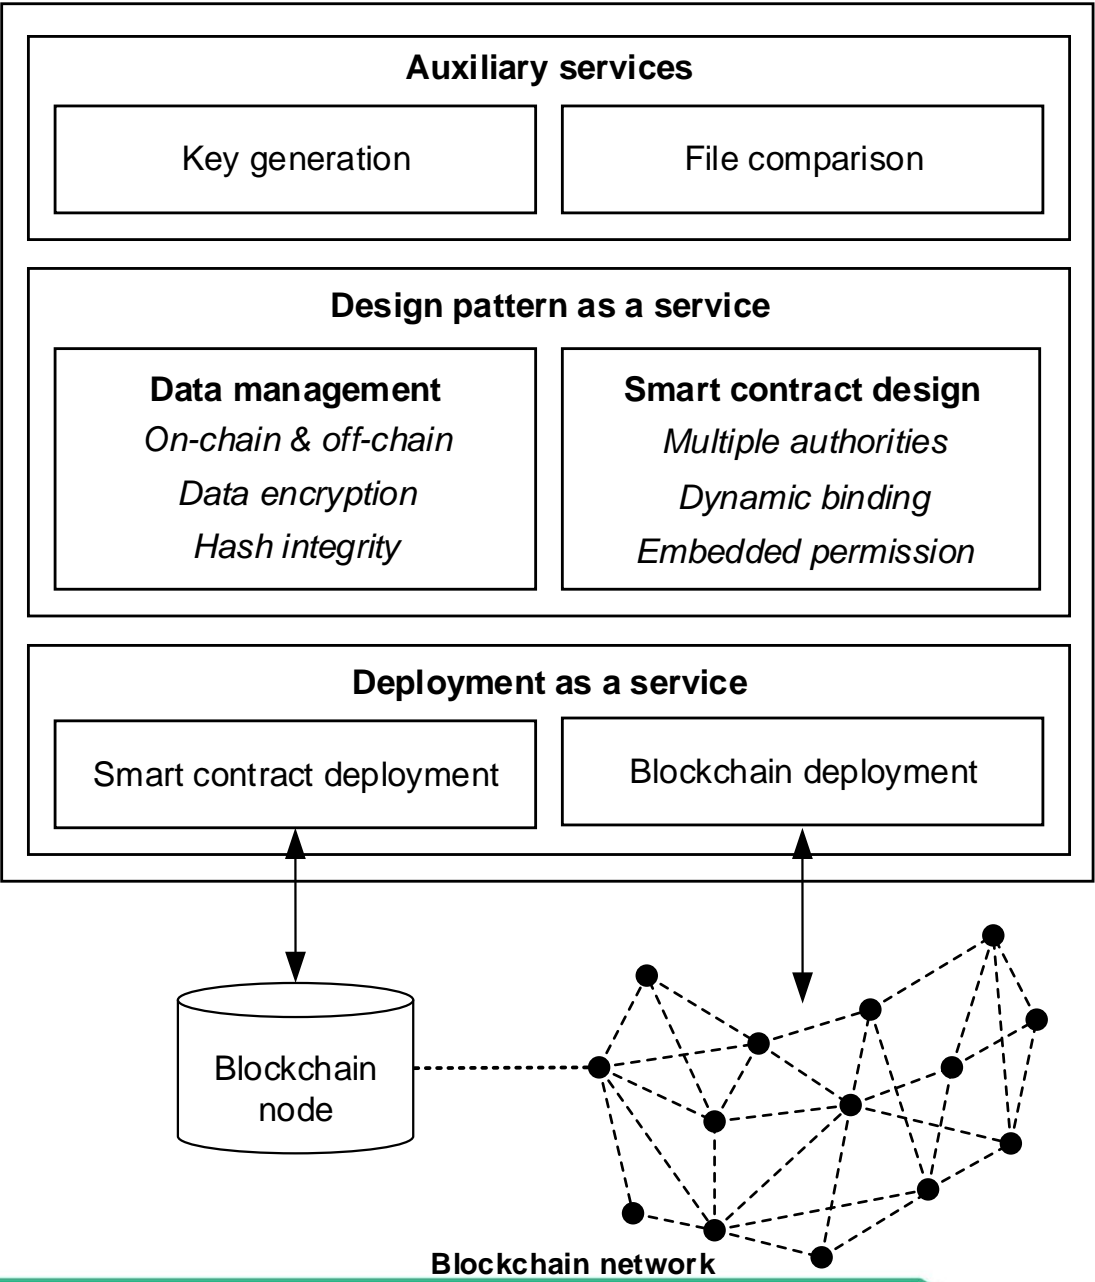 Auxiliary services
Key generation
File comparison
Design pattern as a service
Data management
On-chain & off-chain
Data encryption
Hash integrity
Smart contract design
Multiple authorities
Dynamic binding
Embedded permission
Deployment as a service
Smart contract deployment
Blockchain deployment
Blockchain
node
Blockchain network